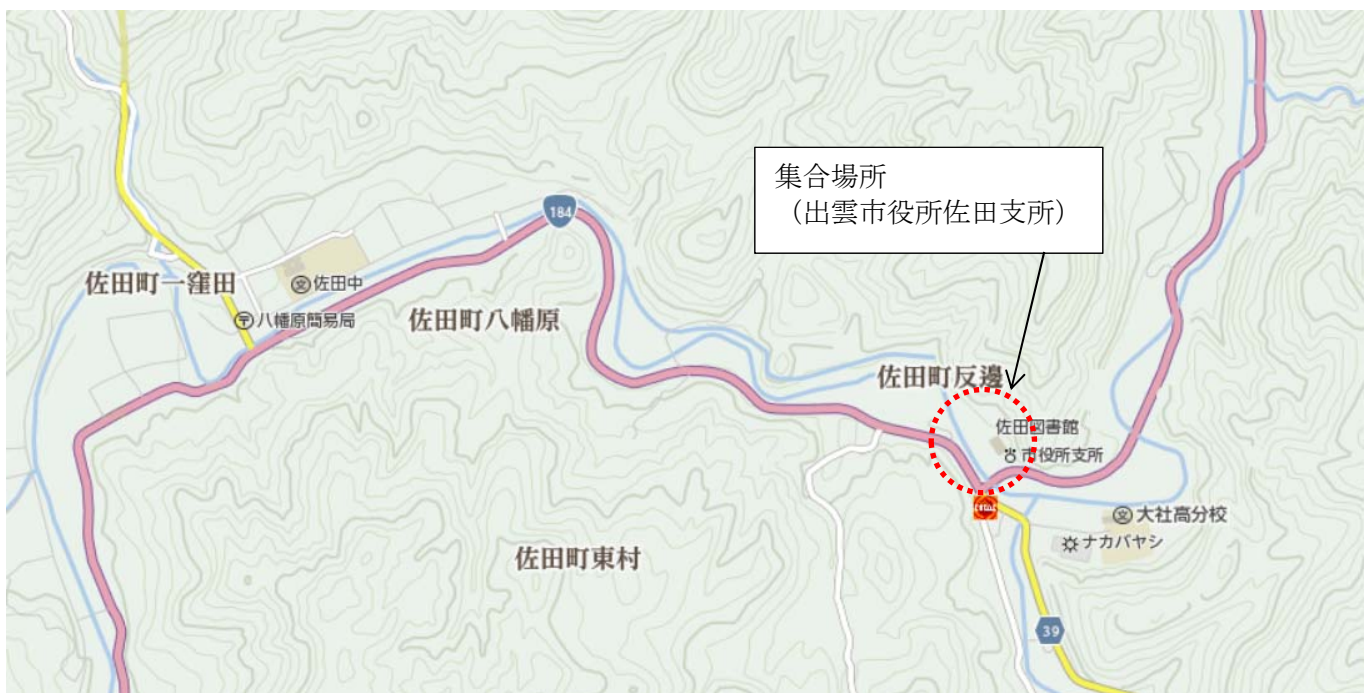 集合場所
（出雲市役所佐田支所）
184
佐田町一窪田
佐田中
八幡原簡易局
佐田町八幡原
佐田町反邊
佐田図書館
市役所支所
大社高分校
ナカバヤシ
佐田町東村
39